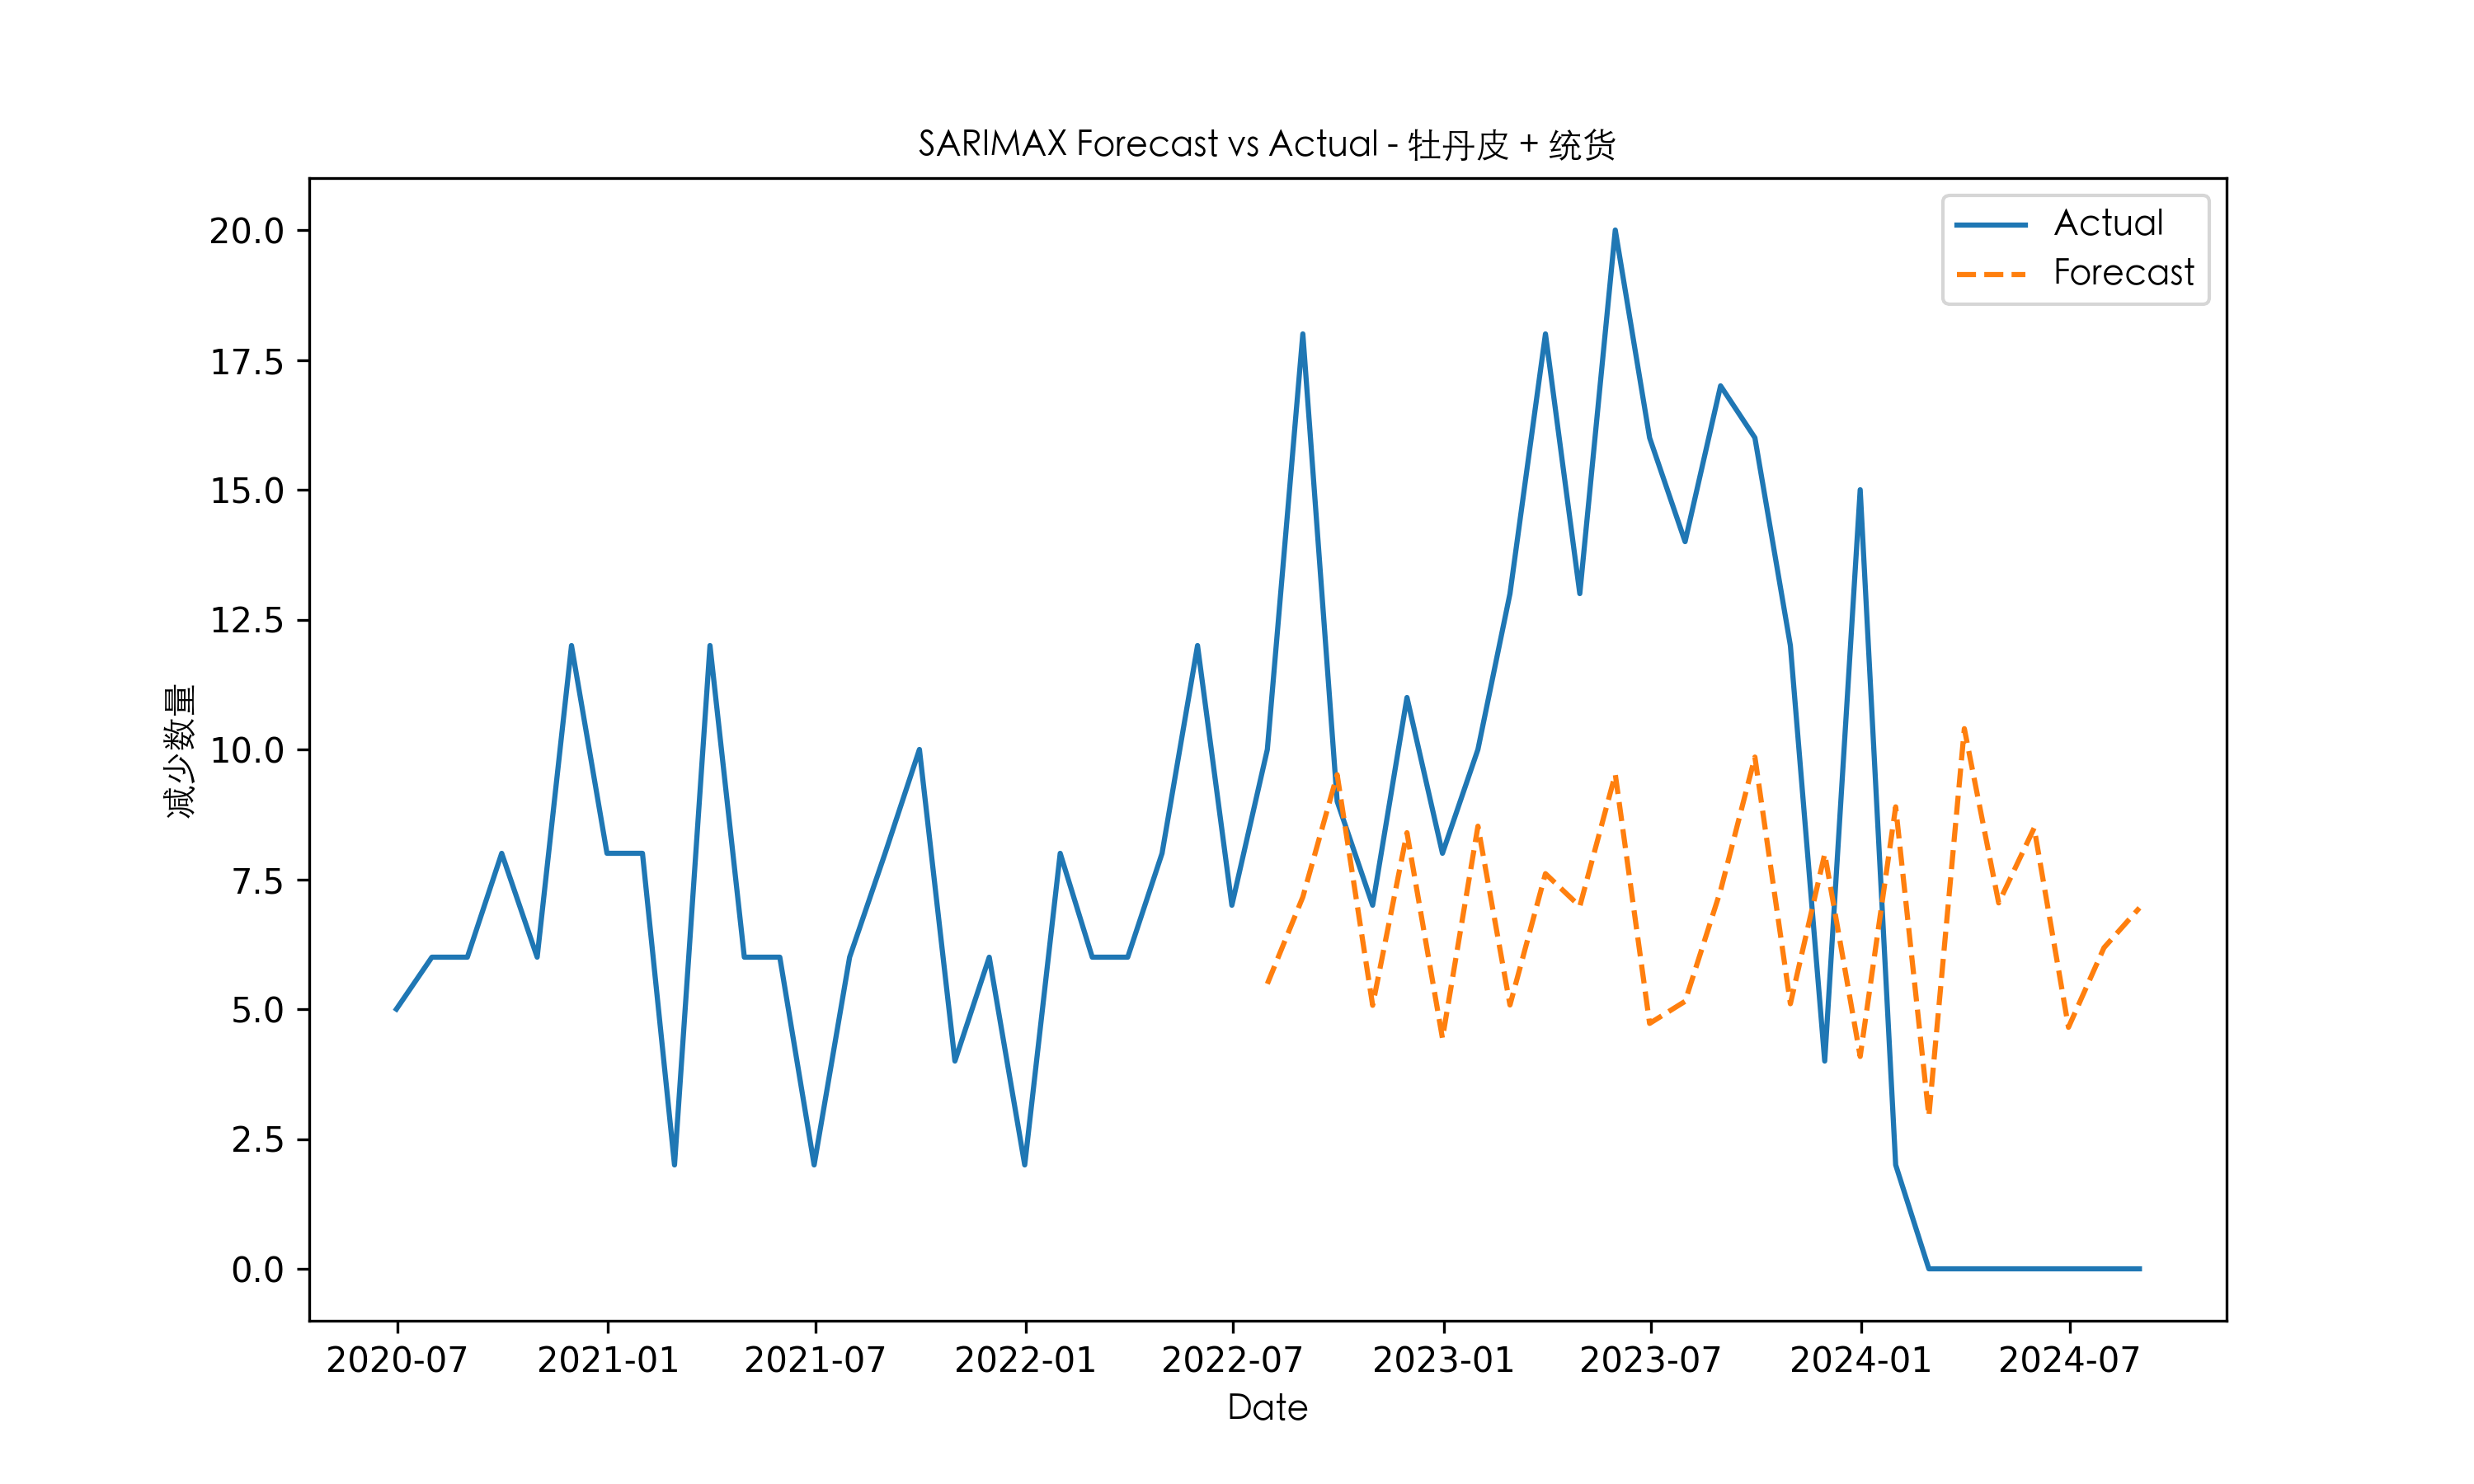 SARIMAX Forecast vs Actual - 牡丹皮 + 统货
Actual
Forecast
减少数量
20.0
17.5
15.0
12.5
10.0
7.5
5.0
2.5
0.0
2020-07 2021-01 2021-07 2022-01 2022-07 2023-01 2023-07 2024-01 2024-07
Date